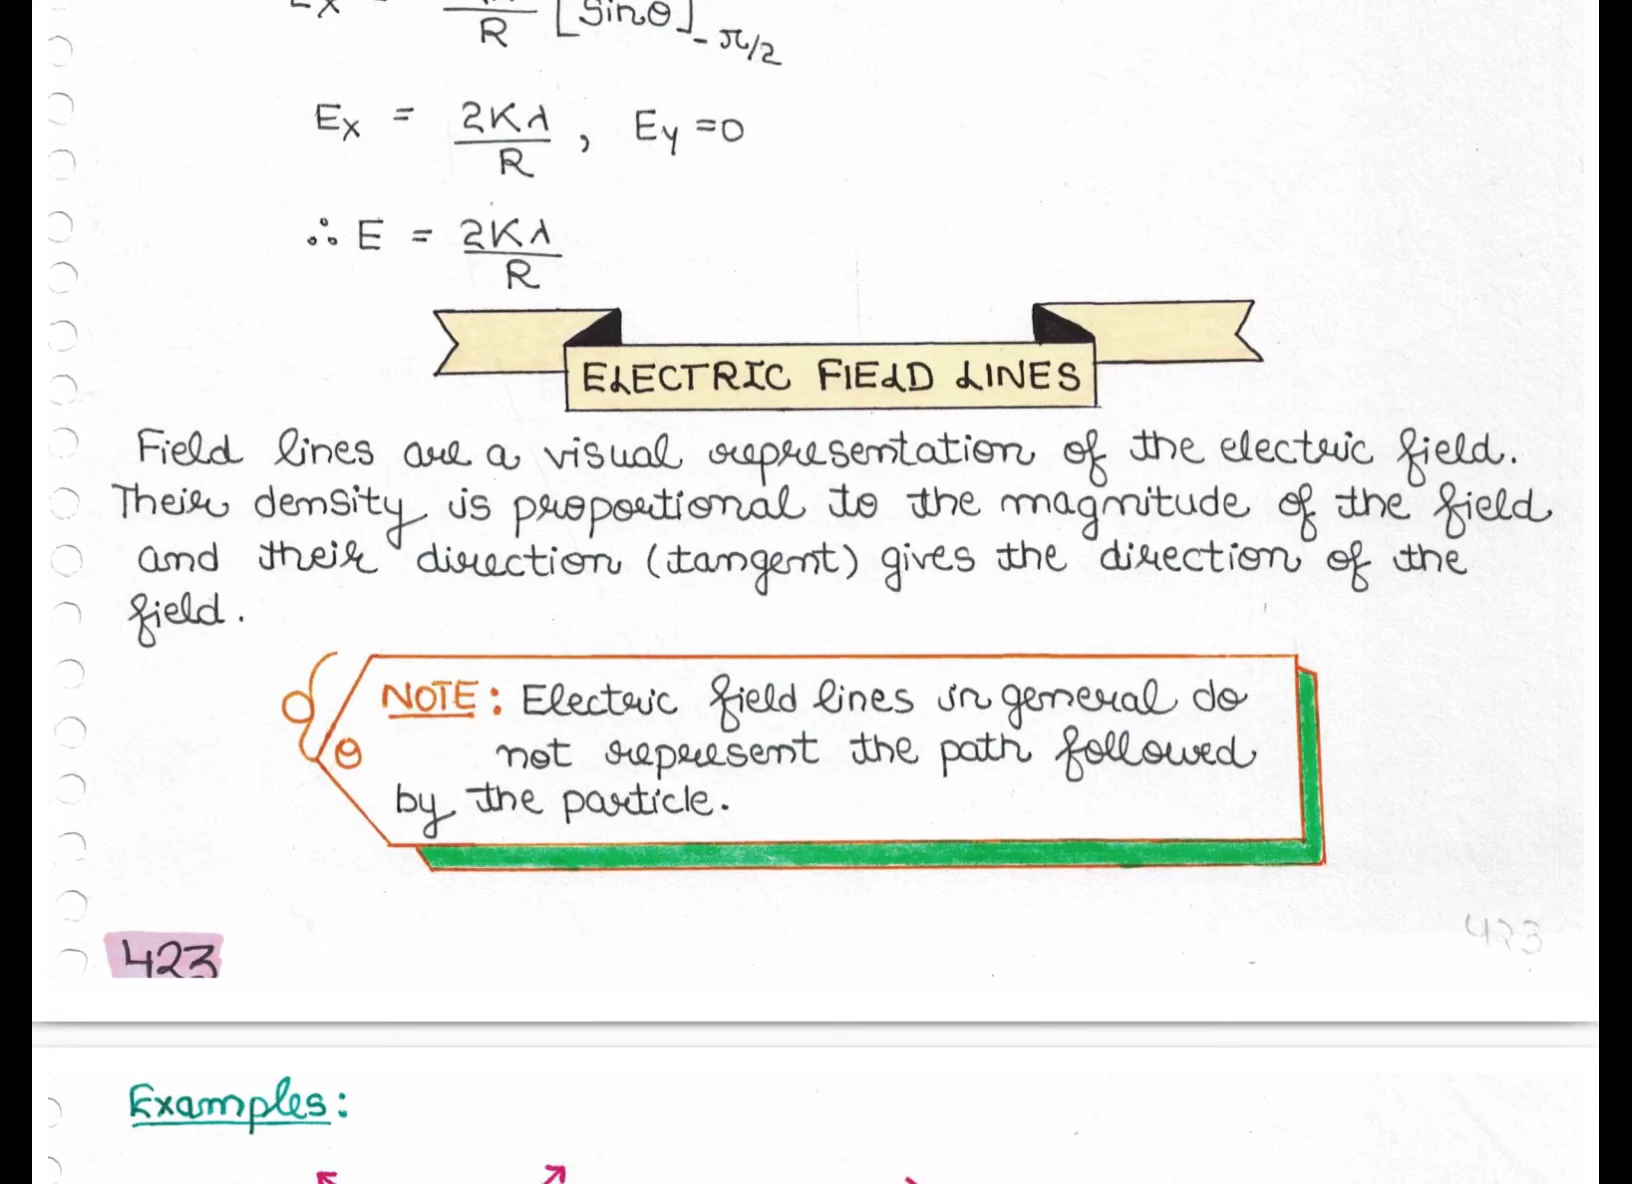 R [Sinθ]-π/2
Ex = 2Kλ/R , Ey = 0
∴ E = 2Kλ/R
ELECTRIC FIELD LINES
Field lines are a visual representation of the electric field.
Their density is proportional to the magnitude of the field
and their direction (tangent) gives the direction of the
field.
NOTE: Electric field lines in general do
not represent the path followed
by the particle.
423
423
Examples: